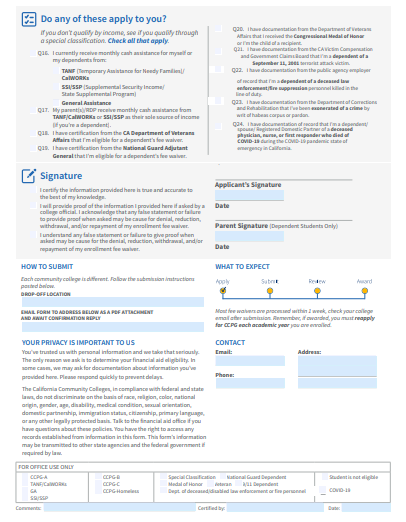 Do any of these apply to you?
If you don't qualify by income, see if you qualify through
a special classification. Check all that apply.
Q16. I currently receive monthly cash assistance for myself or
my dependents from:
TANF (Temporary Assistance for Needy Families)/
CalWORKs
SSI/SSP (Supplemental Security Income/
State Supplemental Program)
General Assistance
Q17. My parent(s)/RDP receive monthly cash assistance from
TANF/CalWORKs or SSI/SSP as their sole source of income
(if you're a dependent).
Q18. I have certification from the CA Department of Veterans
Affairs that I'm eligible for a dependent's fee waiver.
Q19. I have certification from the National Guard Adjutant
General that I'm eligible for a dependent's fee waiver.
Q20. I have documentation from the Department of Veterans
Affairs that I received the Congressional Medal of Honor
or I'm the child of a recipient.
Q21. I have documentation from the CA Victim Compensation
and Government Claims Board that I'm a dependent of a
September 11, 2001 terrorist attack victim.
Q22. I have documentation from the public agency employer
of record that I'm a dependent of a deceased law
enforcement/fire suppression personnel killed in the
line of duty.
Q23. I have documentation from the Department of Corrections
and Rehabilitation that I've been exonerated of a crime by
writ of habeas corpus or pardon.
Q24. I have documentation of record that I'm a dependent/
spouse/Registered Domestic Partner of a deceased
physician, nurse, or first responder who died of
COVID-19 during the COVID-19 pandemic state of
emergency in California.
Signature
I certify the information provided here is true and accurate to
the best of my knowledge.
I will provide proof of the information I provided here if asked by a
college official. I acknowledge that any false statement or failure
to provide proof when asked may be cause for denial, reduction,
withdrawal, and/or repayment of my enrollment fee waiver.
I understand any false statement or failure to give proof when
asked may be cause for denial, reduction, withdrawal, and/or
repayment of my enrollment fee waiver.
Applicant's Signature
Date
Parent Signature (Dependent Students Only)
Date
HOW TO SUBMIT
Each community college is different. Follow the submission instructions
posted below.
DROP-OFF LOCATION
EMAIL FORM TO ADDRESS BELOW AS A PDF ATTACHMENT
AND AWAIT CONFIRMATION REPLY
WHAT TO EXPECT
Apply Submit Review Award
Most fee waivers are processed within 1 week, check your college
email after submission. Remember, if awarded, you must reapply
for CCPG each academic year you are enrolled.
YOUR PRIVACY IS IMPORTANT TO US
You've trusted us with personal information and we take that seriously.
The only reason we ask is to determine your financial aid eligibility. In
some cases, we may ask for documentation about information you've
provided here. Please respond quickly to prevent delays.
The California Community Colleges, in compliance with federal and state
laws, do not discriminate on the basis of race, religion, color, national
origin, gender, age, disability, medical condition, sexual orientation,
domestic partnership, immigration status, citizenship, primary language,
or any other legally protected basis. Talk to the financial aid office if you
have questions about these policies. You have the right to access any
records established from information in this form. This form's information
may be transmitted to other state agencies and the federal government
if required by law.
CONTACT
Email:
Address:
Phone:
FOR OFFICE USE ONLY
CCPG-A
TANF/CalWORKs
GA
SSI/SSP
CCPG-B
CCPG-C
CCPG-Homeless
Special Classification
National Guard Dependent
Medal of Honor
Veteran
9/11 Dependent
Dept. of deceased/disabled law enforcement or fire personnel
Student is not eligible
COVID-19
Comments:
Certified by:
Date: